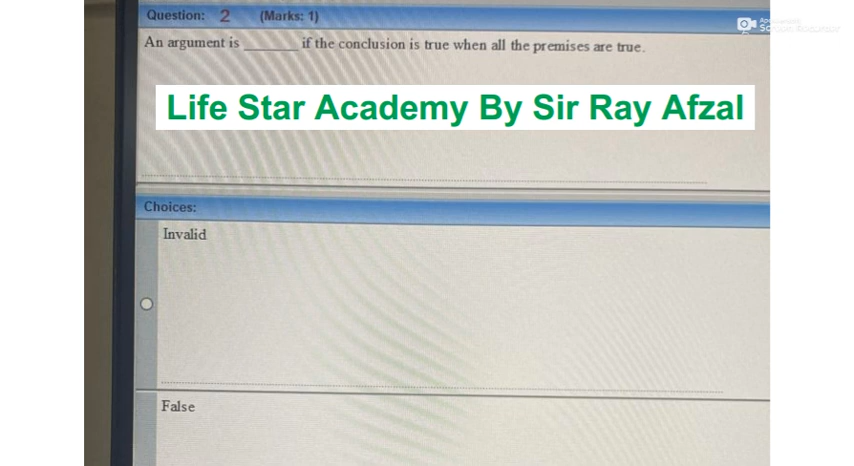 Question: 2 (Marks: 1)
An argument is ______ if the conclusion is true when all the premises are true.
Life Star Academy By Sir Ray Afzal
Choices:
Invalid
False